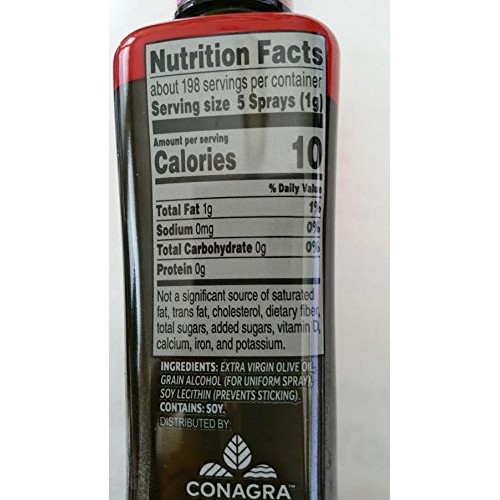 Nutrition Facts
about 198 servings per container
Serving size 5 Sprays (1g)
Amount per serving
Calories 10
% Daily Value
Total Fat 1g 1%
Sodium 0mg 0%
Total Carbohydrate 0g 0%
Protein 0g
Not a significant source of saturated
fat, trans fat, cholesterol, dietary fiber,
total sugars, added sugars, vitamin D,
calcium, iron, and potassium.
INGREDIENTS: EXTRA VIRGIN OLIVE OIL,
GRAIN ALCOHOL (FOR UNIFORM SPRAY),
SOY LECITHIN (PREVENTS STICKING).
CONTAINS: SOY.
DISTRIBUTED BY:
CONAGRA™